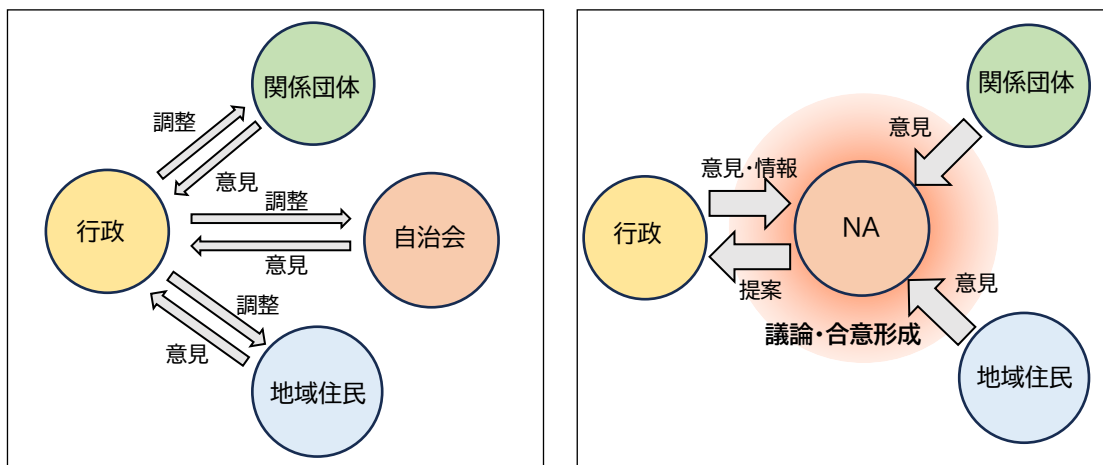 関係団体
調整
意見
行政
調整
意見
自治会
調整
意見
地域住民
関係団体
意見
意見・情報
行政
NA
提案
意見
議論・合意形成
地域住民